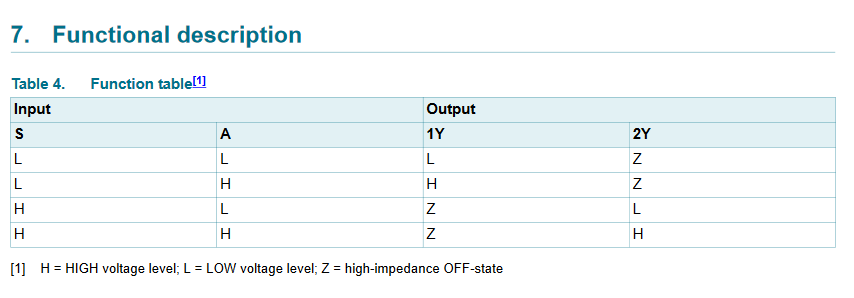 7. Functional description
Table 4. Function table[1]
Input Output
S A 1Y 2Y
L L L Z
L H H Z
H L Z L
H H Z H
[1] H = HIGH voltage level; L = LOW voltage level; Z = high-impedance OFF-state